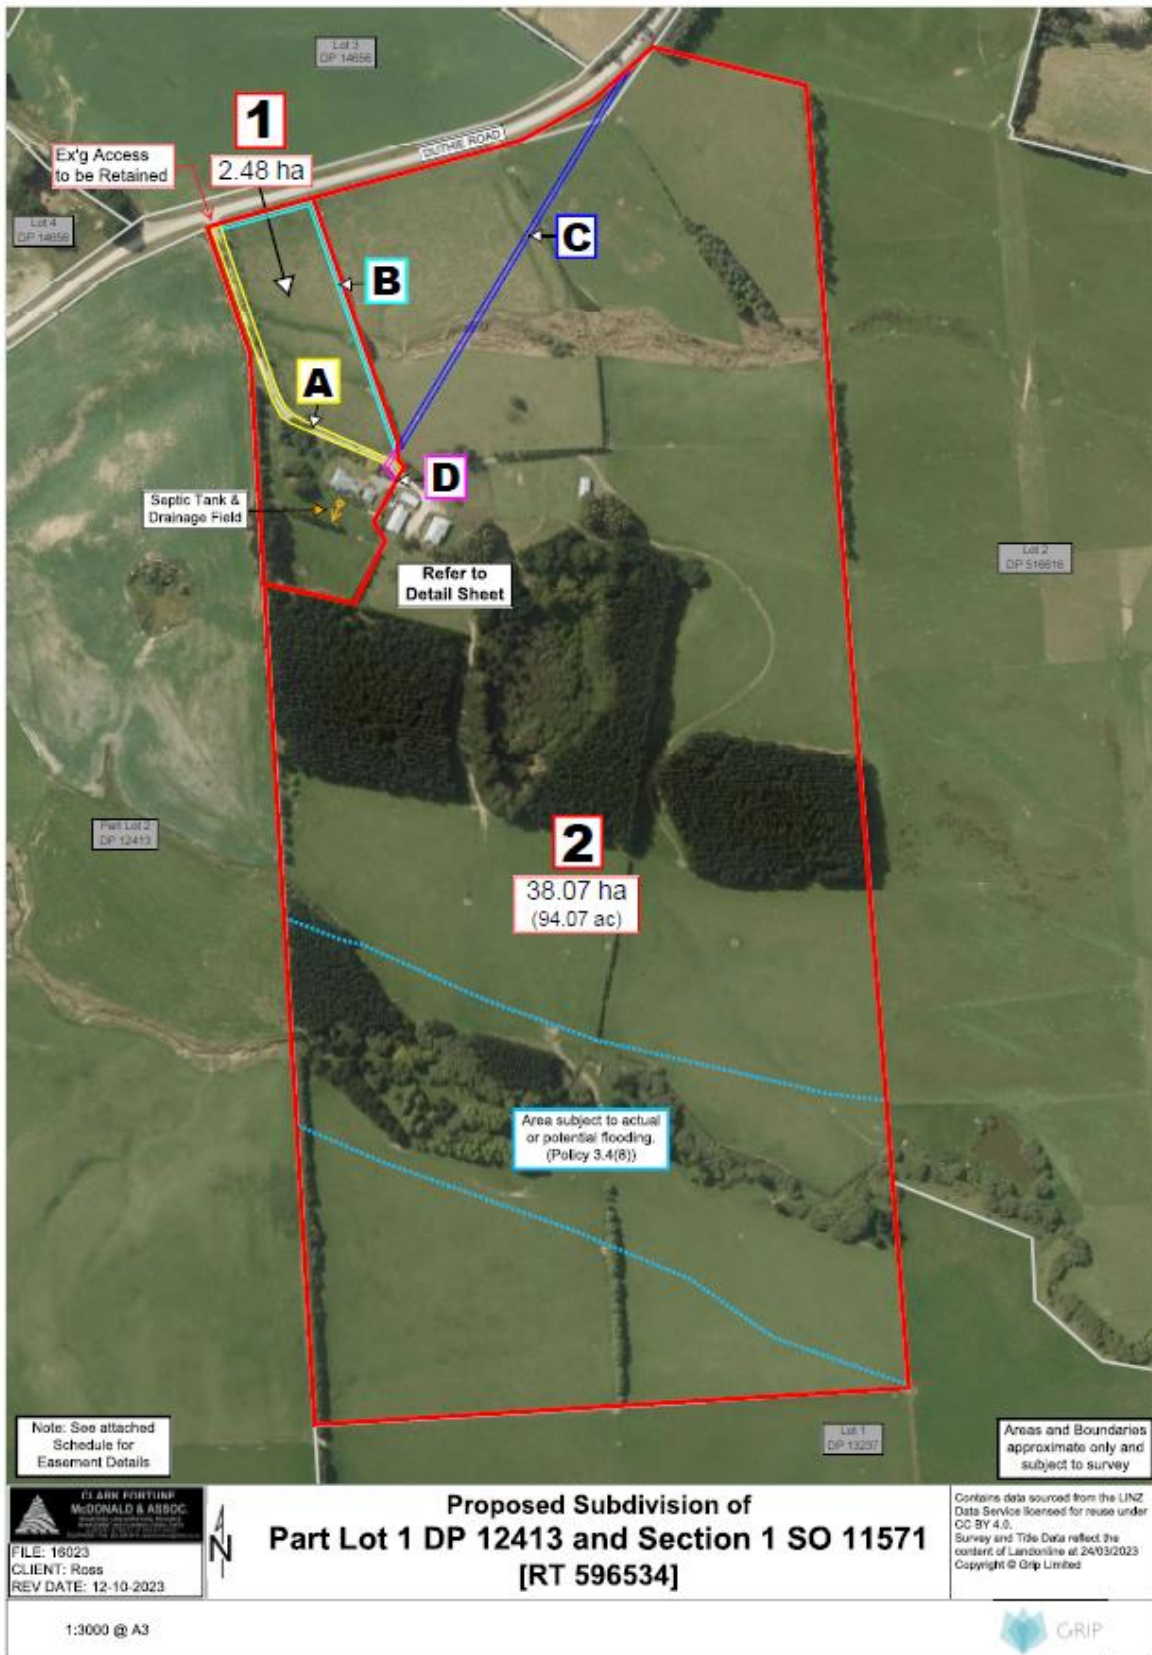 Lot 3
DP 14656
1
2.48 ha
Ex'g Access
to be Retained
DUTHIE ROAD
Lot 4
DP 14656
C
B
A
D
Septic Tank &
Drainage Field
Refer to
Detail Sheet
Lot 2
DP 516616
Part Lot 2
DP 12413
2
38.07 ha
(94.07 ac)
Area subject to actual
or potential flooding.
(Policy 3.4(8))
Note: See attached
Schedule for
Easement Details
Lot 1
DP 13237
Areas and Boundaries
approximate only and
subject to survey
CLARK FORTUNE
McDONALD & ASSOC.
FILE: 16023
CLIENT: Ross
REV DATE: 12-10-2023
N
Proposed Subdivision of
Part Lot 1 DP 12413 and Section 1 SO 11571
[RT 596534]
Contains data sourced from the LINZ
Data Service licensed for reuse under
CC BY 4.0.
Survey and Title Data reflect the
content of Landonline at 24/03/2023
Copyright © Grip Limited
1:3000 @ A3
GRIP